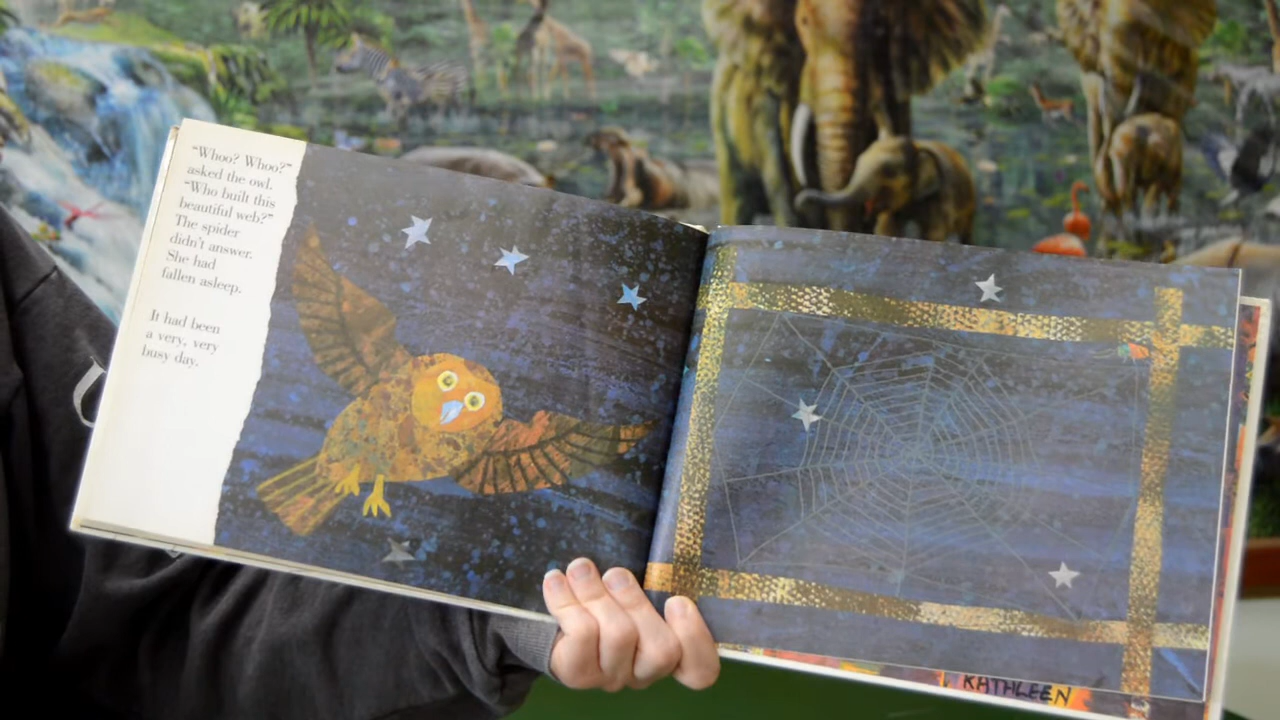 "Whoo? Whoo?"
asked the owl.
"Who built this
beautiful web?"
The spider
didn't answer.
She had
fallen asleep.
It had been
a very, very
busy day.
KATHLEEN